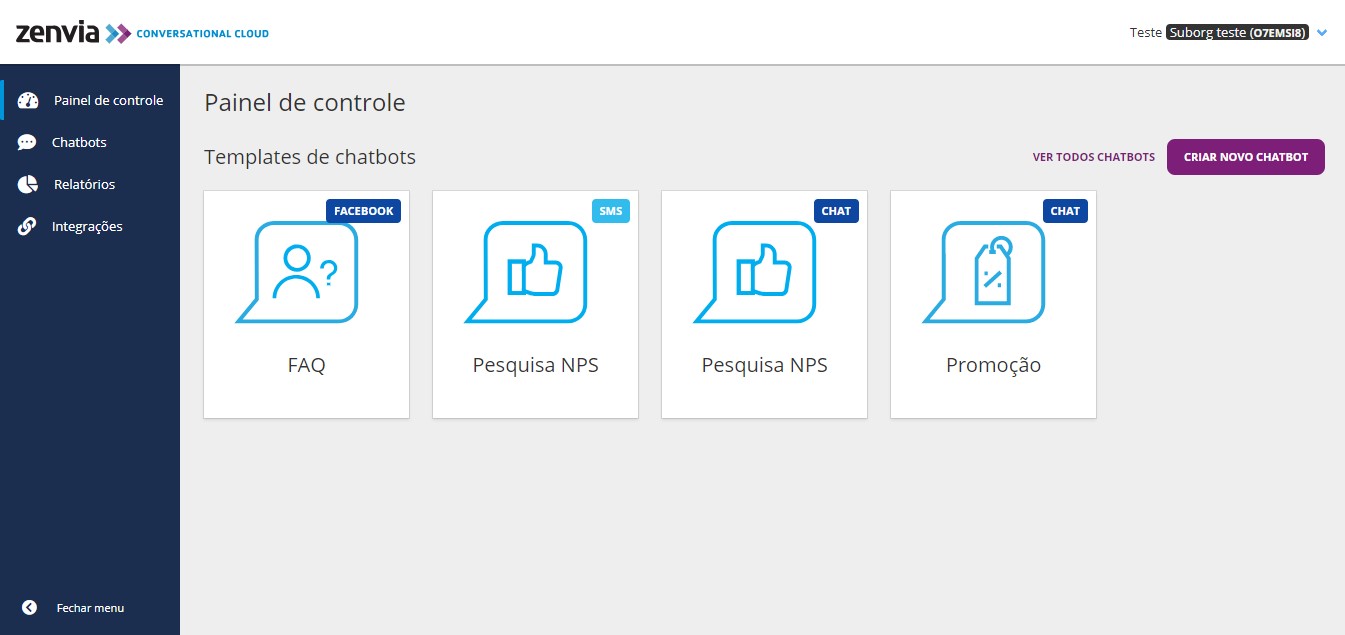 zenvia CONVERSATIONAL CLOUD
Teste Suborg teste (O7EMSI8)
Painel de controle
Chatbots
Relatórios
Integrações
Fechar menu
Painel de controle
Templates de chatbots
VER TODOS CHATBOTS
CRIAR NOVO CHATBOT
FACEBOOK
?
FAQ
SMS
Pesquisa NPS
CHAT
Pesquisa NPS
CHAT
%
Promoção